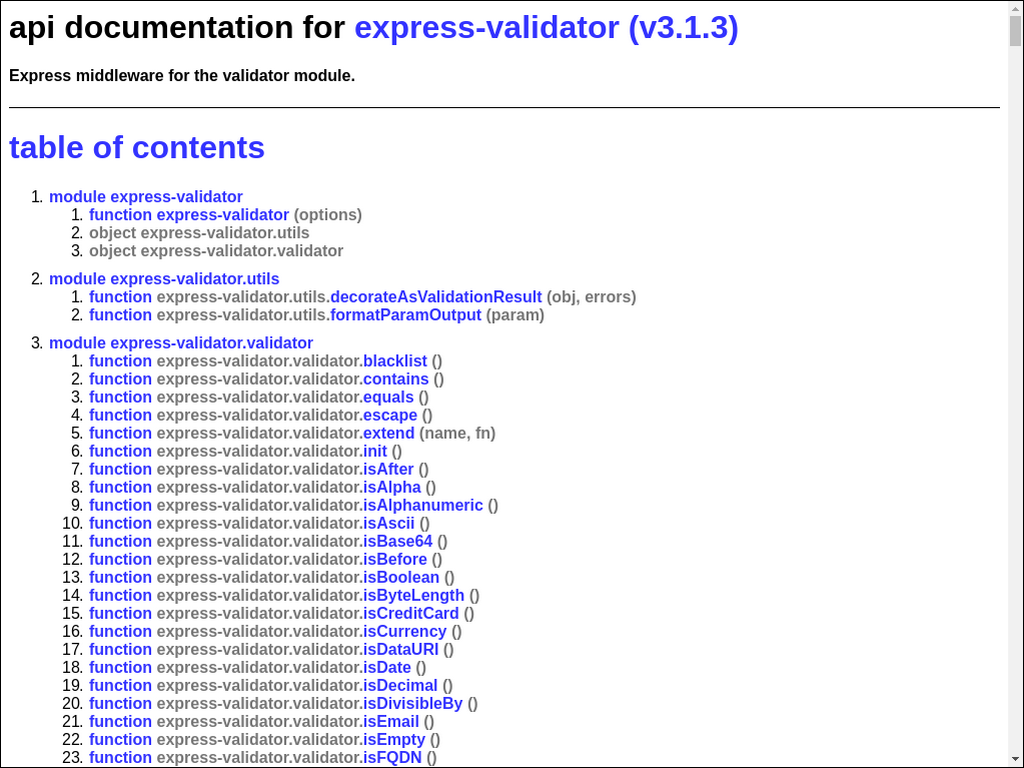 api documentation for express-validator (v3.1.3)
Express middleware for the validator module.
table of contents
1. module express-validator
1. function express-validator (options)
2. object express-validator.utils
3. object express-validator.validator
2. module express-validator.utils
1. function express-validator.utils.decorateAsValidationResult (obj, errors)
2. function express-validator.utils.formatParamOutput (param)
3. module express-validator.validator
1. function express-validator.validator.blacklist ()
2. function express-validator.validator.contains ()
3. function express-validator.validator.equals ()
4. function express-validator.validator.escape ()
5. function express-validator.validator.extend (name, fn)
6. function express-validator.validator.init ()
7. function express-validator.validator.isAfter ()
8. function express-validator.validator.isAlpha ()
9. function express-validator.validator.isAlphanumeric ()
10. function express-validator.validator.isAscii ()
11. function express-validator.validator.isBase64 ()
12. function express-validator.validator.isBefore ()
13. function express-validator.validator.isBoolean ()
14. function express-validator.validator.isByteLength ()
15. function express-validator.validator.isCreditCard ()
16. function express-validator.validator.isCurrency ()
17. function express-validator.validator.isDataURI ()
18. function express-validator.validator.isDate ()
19. function express-validator.validator.isDecimal ()
20. function express-validator.validator.isDivisibleBy ()
21. function express-validator.validator.isEmail ()
22. function express-validator.validator.isEmpty ()
23. function express-validator.validator.isFQDN ()